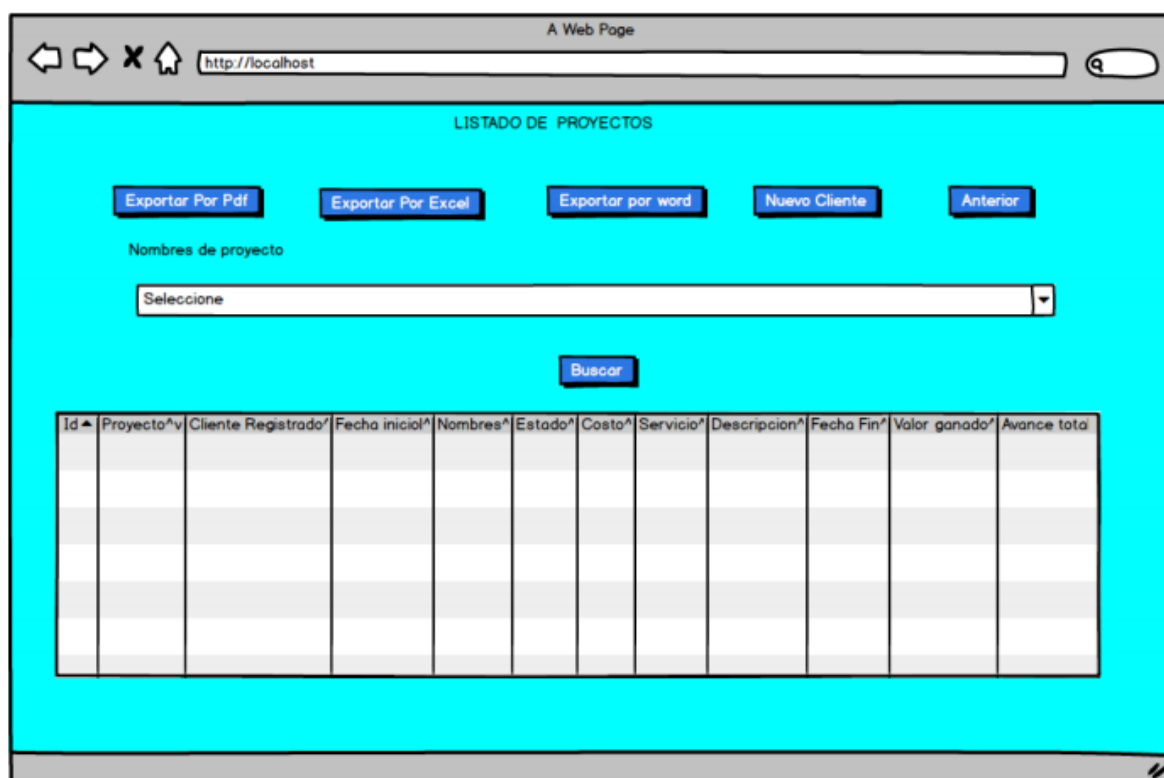 A Web Page
http://localhost
LISTADO DE PROYECTOS
Exportar Por Pdf
Exportar Por Excel
Exportar por word
Nuevo Cliente
Anterior
Nombres de proyecto
Seleccione
Buscar
Id Proyecto^v Cliente Registrado^ Fecha iniciol^ Nombres^ Estado^ Costo^ Servicio^ Descripcion^ Fecha Fin^ Valor ganado^ Avance total